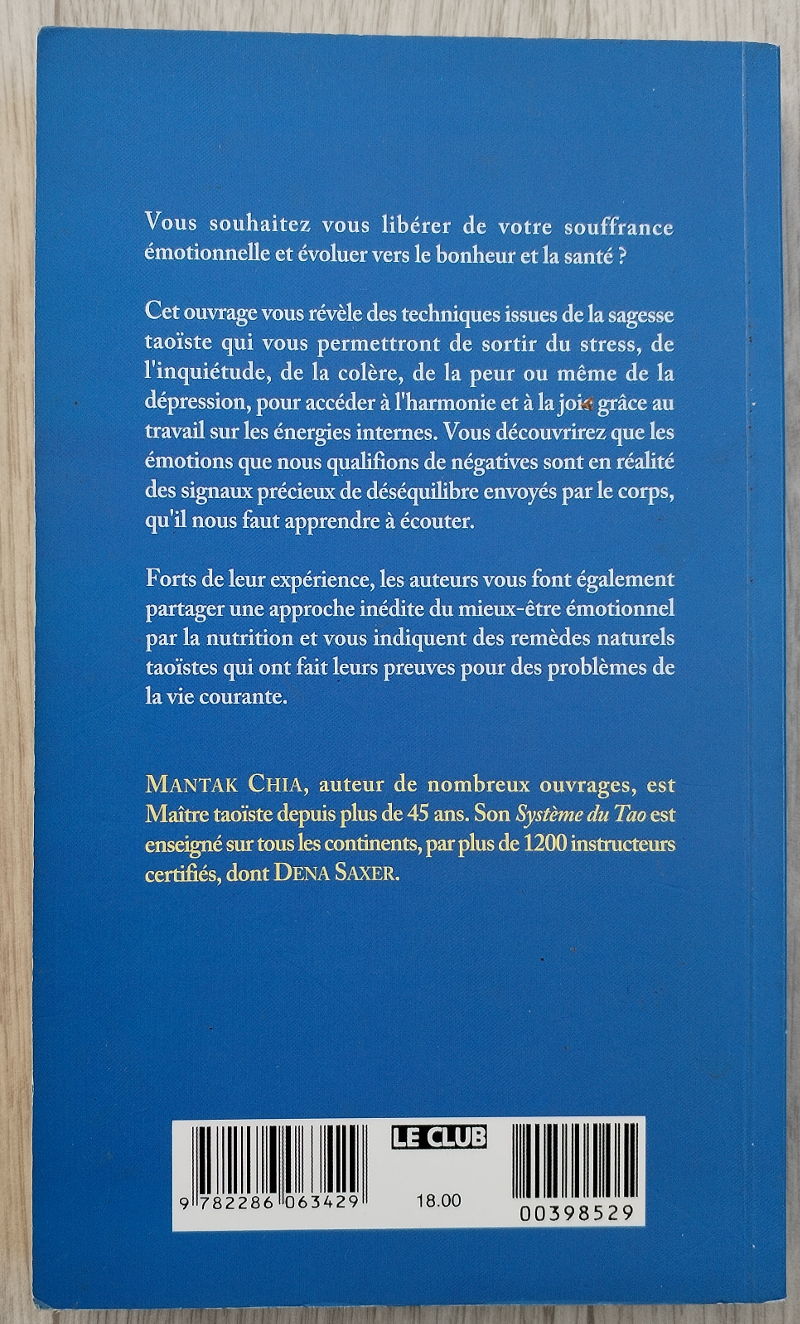 Vous souhaitez vous libérer de votre souffrance
émotionnelle et évoluer vers le bonheur et la santé ?
Cet ouvrage vous révèle des techniques issues de la sagesse
taoïste qui vous permettront de sortir du stress, de
l'inquiétude, de la colère, de la peur ou même de la
dépression, pour accéder à l'harmonie et à la joie grâce au
travail sur les énergies internes. Vous découvrirez que les
émotions que nous qualifions de négatives sont en réalité
des signaux précieux de déséquilibre envoyés par le corps,
qu'il nous faut apprendre à écouter.
Forts de leur expérience, les auteurs vous font également
partager une approche inédite du mieux-être émotionnel
par la nutrition et vous indiquent des remèdes naturels
taoïstes qui ont fait leurs preuves pour des problèmes de
la vie courante.
MANTAK CHIA, auteur de nombreux ouvrages, est
Maître taoïste depuis plus de 45 ans. Son Système du Tao est
enseigné sur tous les continents, par plus de 1200 instructeurs
certifiés, dont DENA SAXER.
LE CLUB
9 782286 063429
18.00
00398529